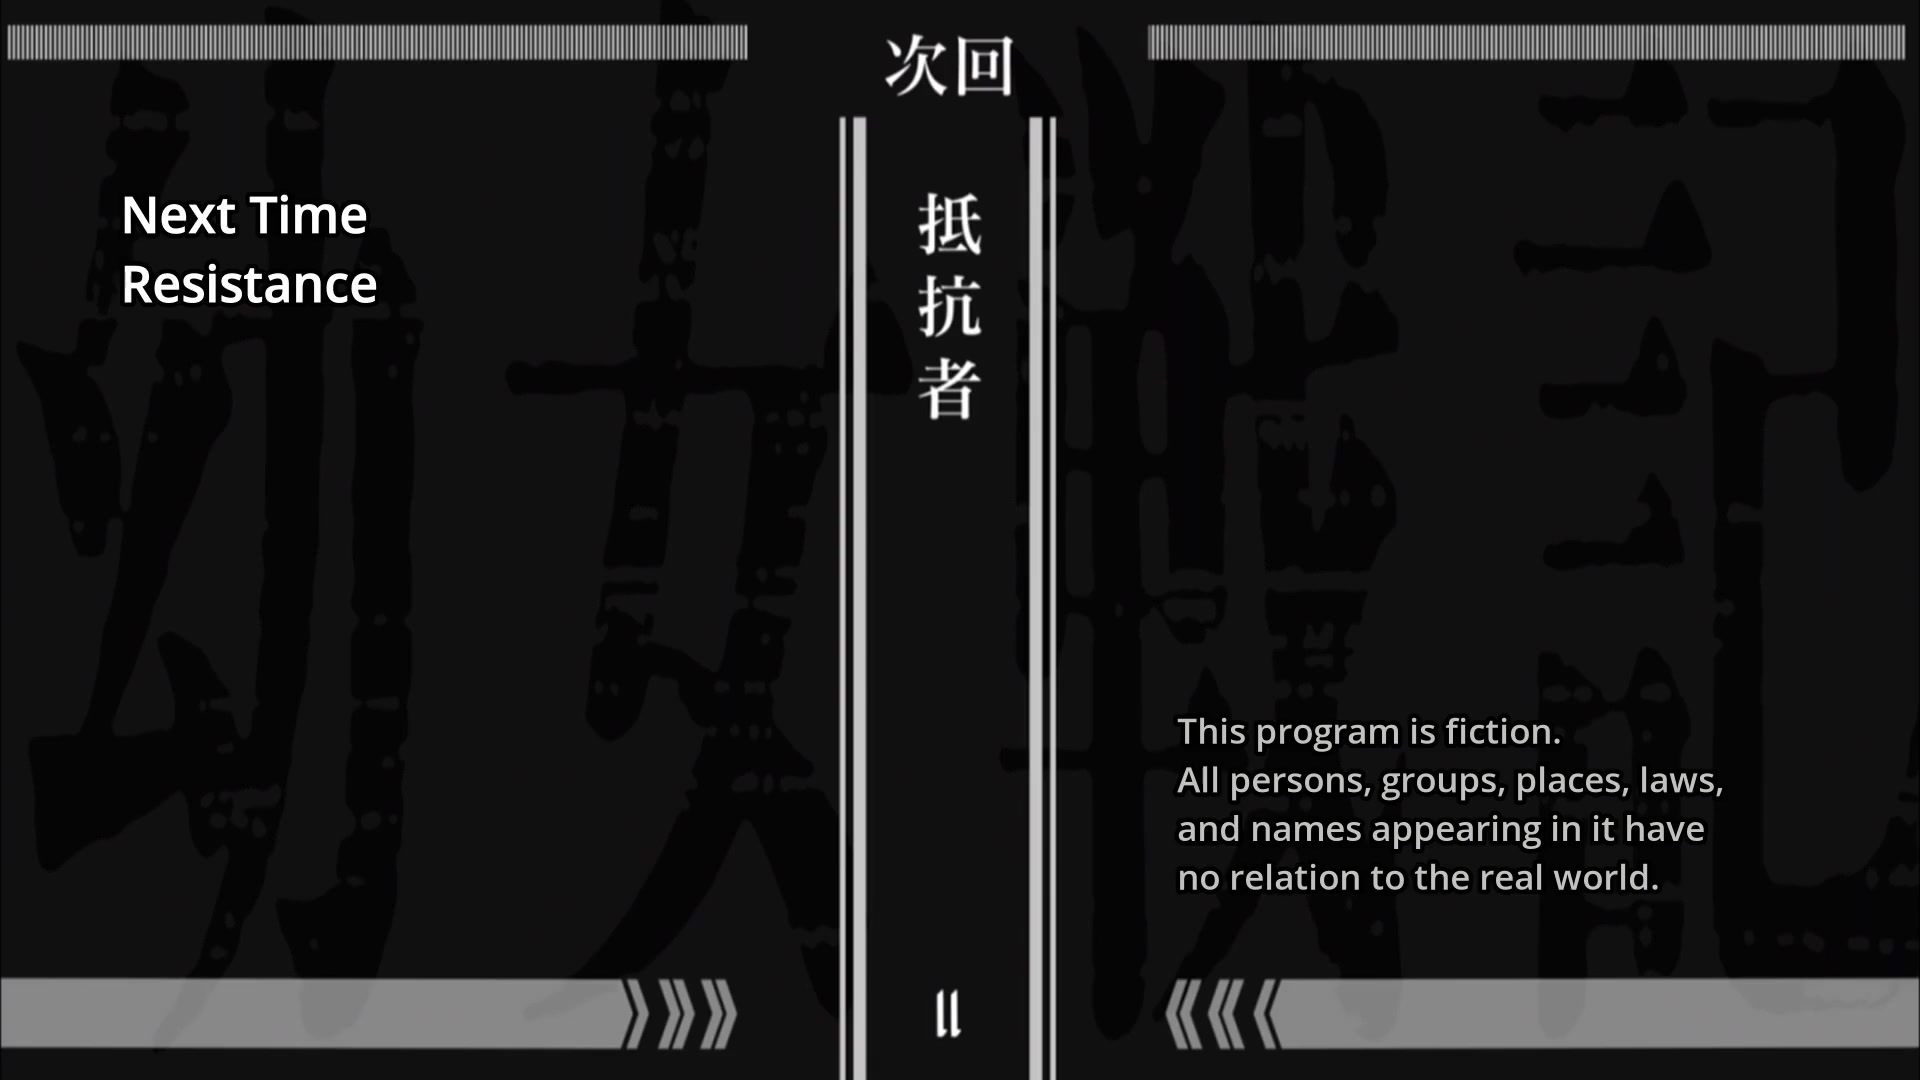 次回
Next Time
Resistance
抵抗者
This program is fiction.
All persons, groups, places, laws,
and names appearing in it have
no relation to the real world.